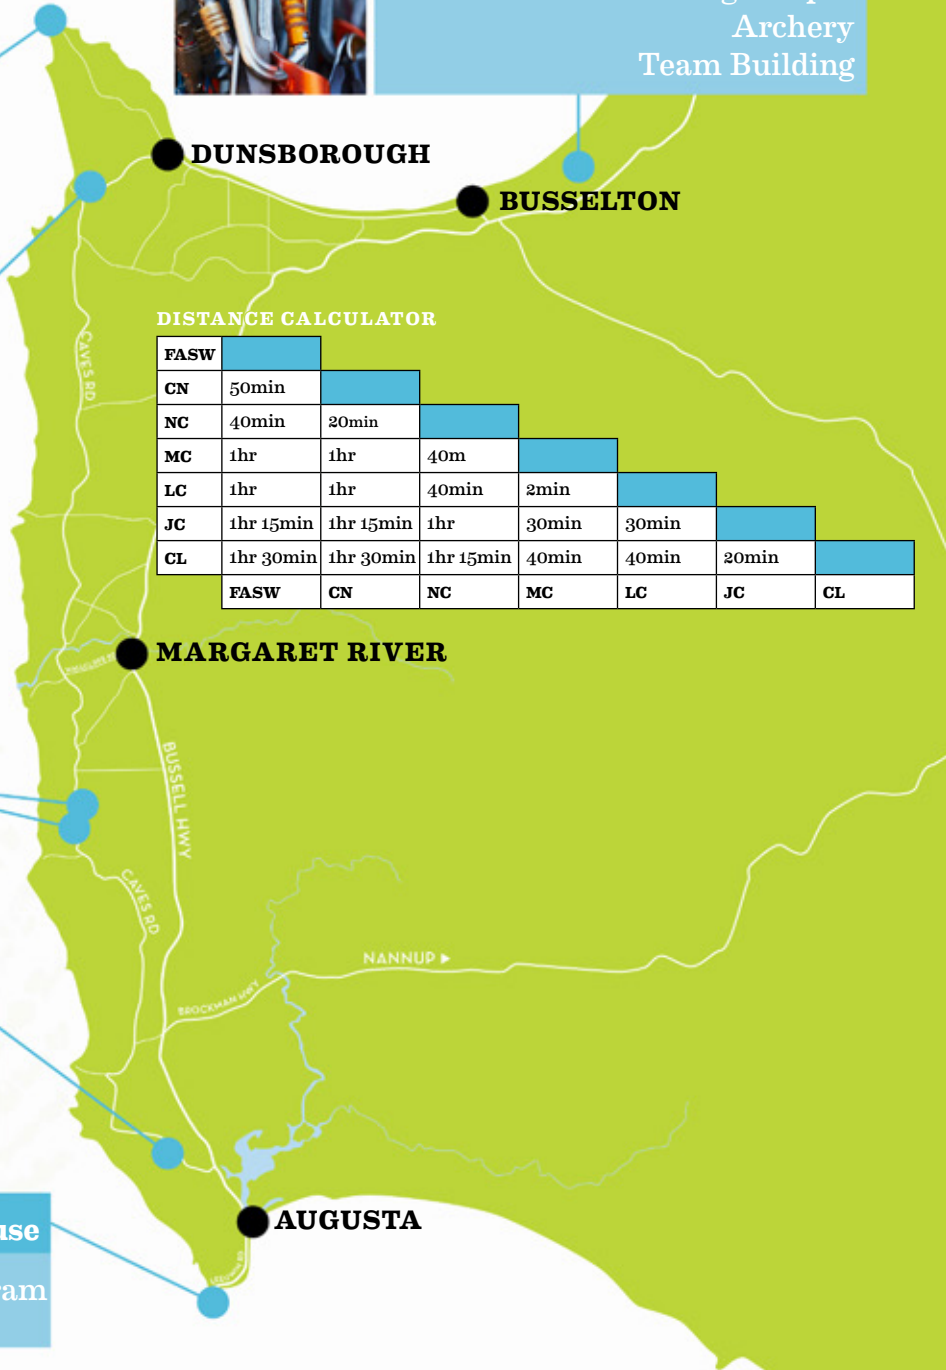 Archery
Team Building
DUNSBOROUGH
BUSSELTON
DISTANCE CALCULATOR
CAVES RD
FASW
CN 50min
NC 40min 20min
MC 1hr 1hr 40m
LC 1hr 1hr 40min 2min
JC 1hr 15min 1hr 15min 1hr 30min 30min
CL 1hr 30min 1hr 30min 1hr 15min 40min 40min 20min
FASW CN NC MC LC JC CL
MARGARET RIVER
BUSSELL HWY
CAVES RD
NANNUP
BROCKMAN HWY
use
AUGUSTA
LEEUWIN RD
ram